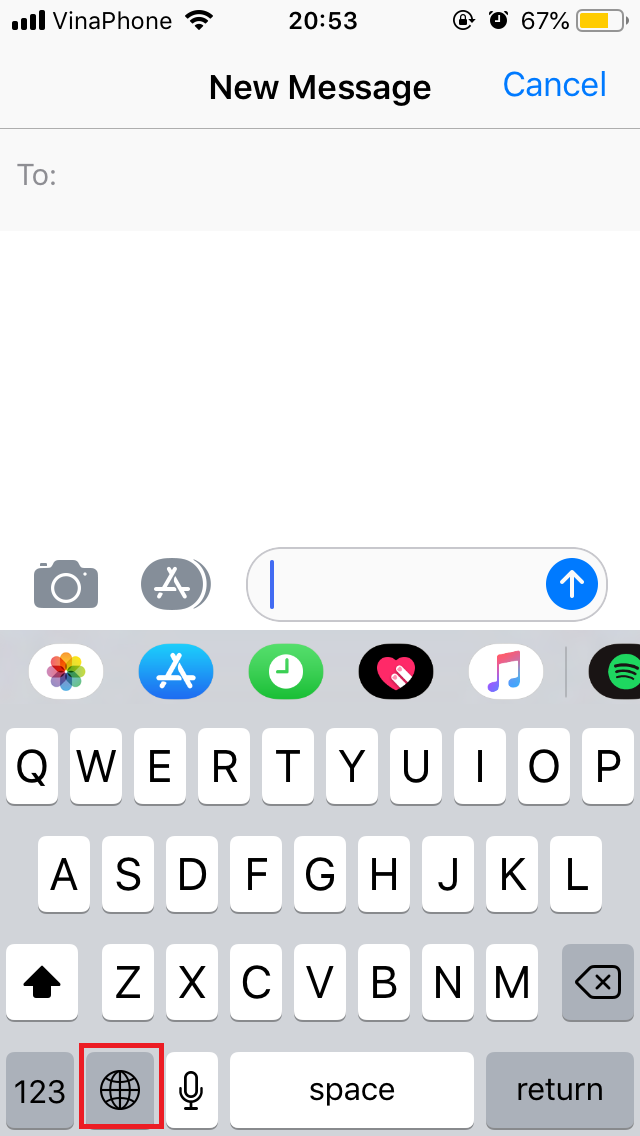 VinaPhone 20:53 67%
New Message Cancel
To:
Q W E R T Y U I O P
A S D F G H J K L
Z X C V B N M
123 space return